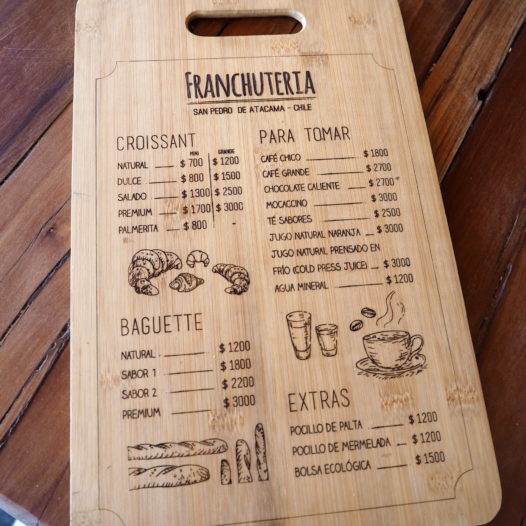 FRANCHUTERIA
SAN PEDRO DE ATACAMA - CHILE
CROISSANT
MINI GRANDE
NATURAL $ 700 $ 1200
DULCE $ 800 $ 1500
SALADO $ 1300 $ 2500
PREMIUM $ 1700 $ 3000
PALMERITA $ 800
BAGUETTE
NATURAL $ 1200
SABOR 1 $ 1800
SABOR 2 $ 2200
PREMIUM $ 3000
PARA TOMAR
CAFÉ CHICO $ 1800
CAFÉ GRANDE $ 2700
CHOCOLATE CALIENTE $ 2700
MOCACCINO $ 3000
TÉ SABORES $ 2500
JUGO NATURAL NARANJA $ 3000
JUGO NATURAL PRENSADO EN
FRÍO (COLD PRESS JUICE) $ 3000
AGUA MINERAL $ 1200
EXTRAS
POCILLO DE PALTA $ 1200
POCILLO DE MERMELADA $ 1200
BOLSA ECOLÓGICA $ 1500